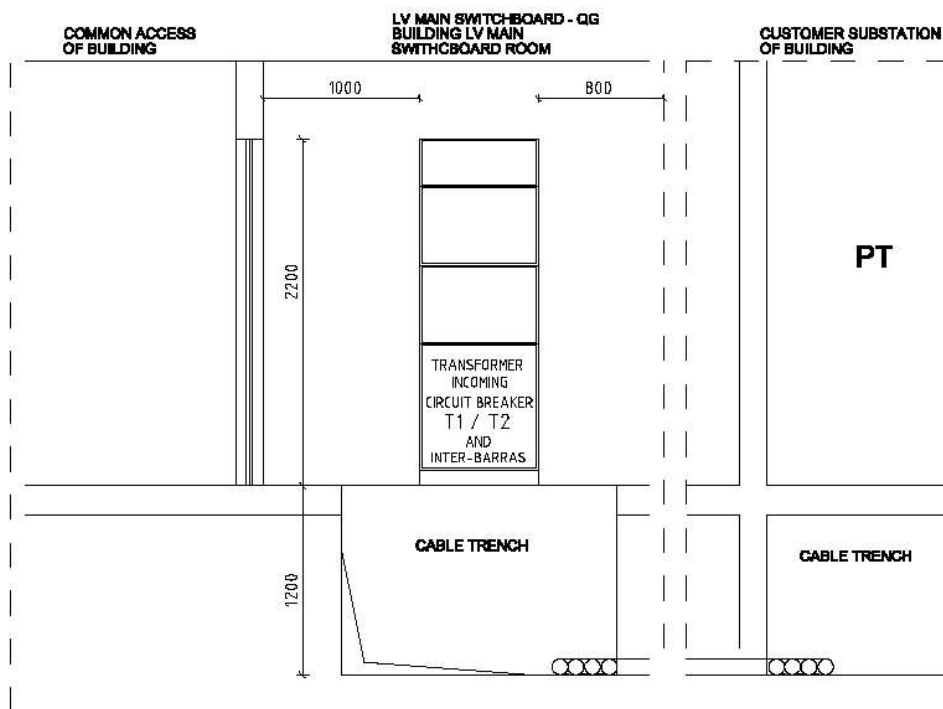 COMMON ACCESS
OF BUILDING
LV MAIN SWITCHBOARD - QG
BUILDING LV MAIN
SWITHCBOARD ROOM
CUSTOMER SUBSTATION
OF BUILDING
1000
800
2200
PT
TRANSFORMER
INCOMING
CIRCUIT BREAKER
T1 / T2
AND
INTER-BARRAS
1200
CABLE TRENCH
CABLE TRENCH